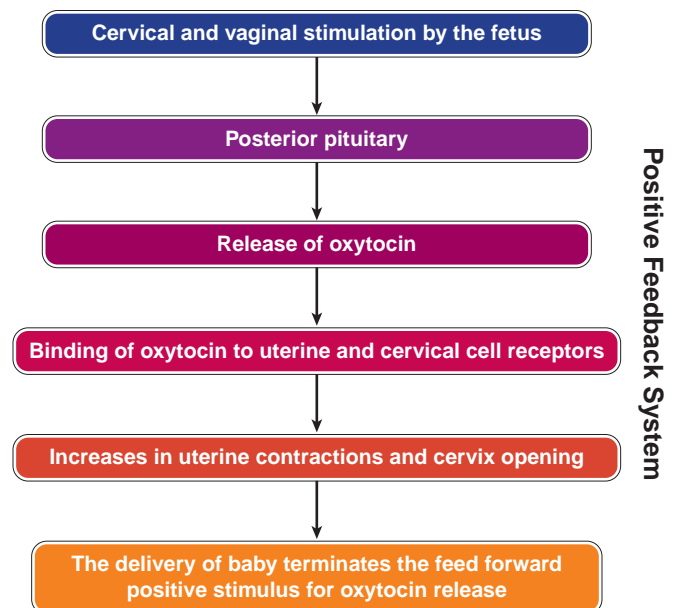 Cervical and vaginal stimulation by the fetus
Posterior pituitary
Release of oxytocin
Binding of oxytocin to uterine and cervical cell receptors
Increases in uterine contractions and cervix opening
The delivery of baby terminates the feed forward
positive stimulus for oxytocin release
Positive Feedback System